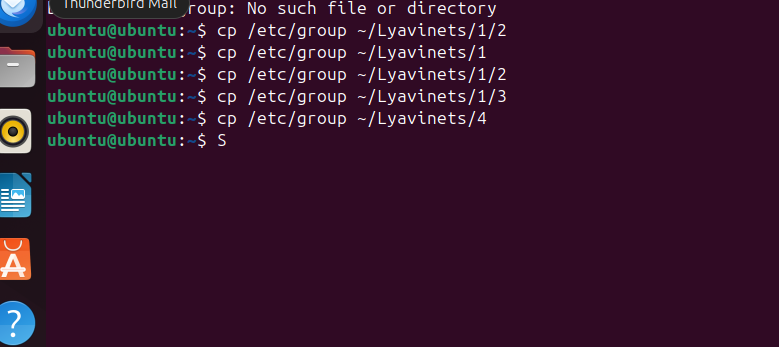 Thunderbird Mail
group: No such file or directory
ubuntu@ubuntu:~$ cp /etc/group ~/Lyavinets/1/2
ubuntu@ubuntu:~$ cp /etc/group ~/Lyavinets/1
ubuntu@ubuntu:~$ cp /etc/group ~/Lyavinets/1/2
ubuntu@ubuntu:~$ cp /etc/group ~/Lyavinets/1/3
ubuntu@ubuntu:~$ cp /etc/group ~/Lyavinets/4
ubuntu@ubuntu:~$ S
?